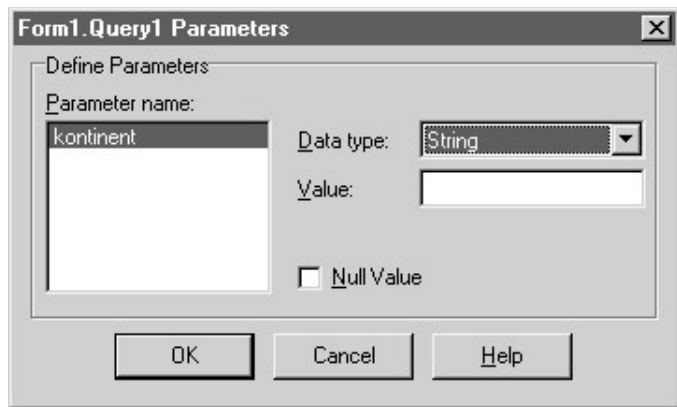 Form1.Query1 Parameters
Define Parameters
Parameter name:
kontinent
Data type: String
Value:
Null Value
OK Cancel Help